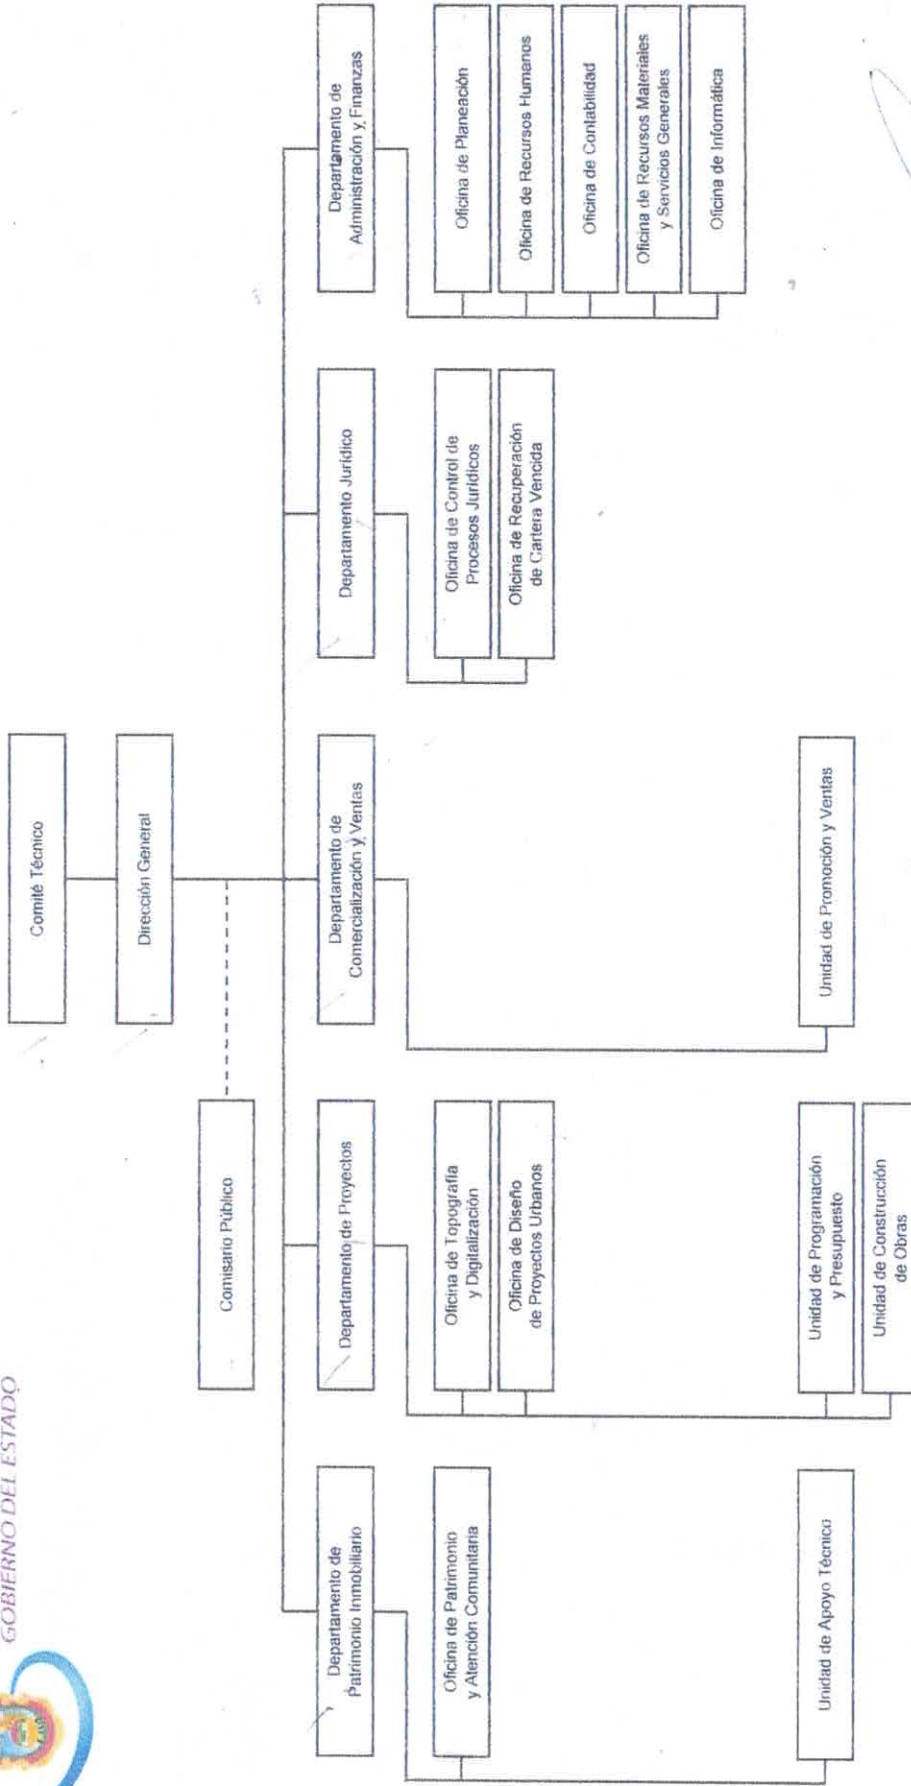 GOBIERNO DEL ESTADO
Comité Técnico
Dirección General
Comisario Público
Departamento de
Patrimonio Inmobiliario
Departamento de Proyectos
Departamento de
Comercialización y Ventas
Departamento Jurídico
Departamento de
Administración y Finanzas
Oficina de Patrimonio
y Atención Comunitaria
Oficina de Topografía
y Digitalización
Oficina de Diseño
de Proyectos Urbanos
Oficina de Control de
Procesos Jurídicos
Oficina de Recuperación
de Cartera Vencida
Oficina de Planeación
Oficina de Recursos Humanos
Oficina de Contabilidad
Oficina de Recursos Materiales
y Servicios Generales
Oficina de Informática
Unidad de Apoyo Técnico
Unidad de Programación
y Presupuesto
Unidad de Construcción
de Obras
Unidad de Promoción y Ventas